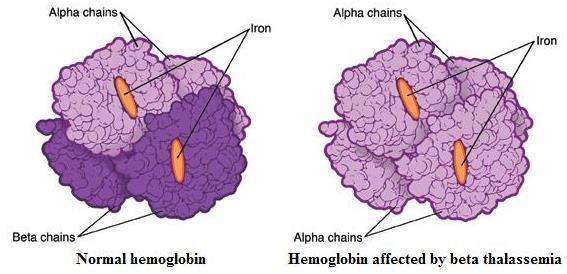 Alpha chains
Iron
Beta chains
Normal hemoglobin
Alpha chains
Iron
Alpha chains
Hemoglobin affected by beta thalassemia